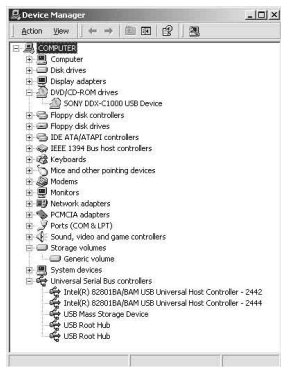 Device Manager
Action View
COMPUTER
Computer
Disk drives
Display adapters
DVD/CD-ROM drives
SONY DDX-C1000 USB Device
Floppy disk controllers
Floppy disk drives
IDE ATA/ATAPI controllers
IEEE 1394 Bus host controllers
Keyboards
Mice and other pointing devices
Modems
Monitors
Network adapters
PCMCIA adapters
Ports (COM & LPT)
Sound, video and game controllers
Storage volumes
Generic volume
System devices
Universal Serial Bus controllers
Intel(R) 82801BA/BAM USB Universal Host Controller - 2442
Intel(R) 82801BA/BAM USB Universal Host Controller - 2444
USB Mass Storage Device
USB Root Hub
USB Root Hub